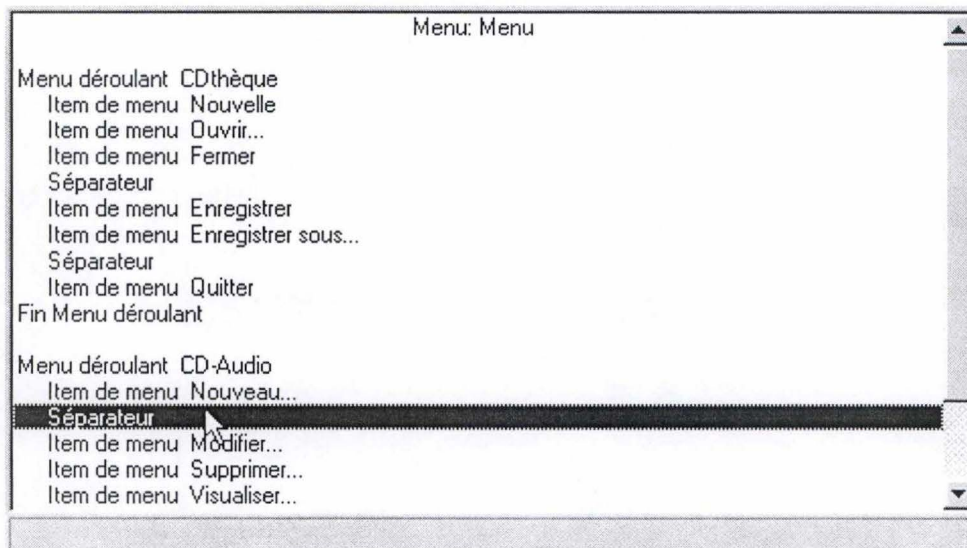 Menu: Menu
Menu déroulant CDthèque
Item de menu Nouvelle
Item de menu Ouvrir...
Item de menu Fermer
Séparateur
Item de menu Enregistrer
Item de menu Enregistrer sous...
Séparateur
Item de menu Quitter
Fin Menu déroulant
Menu déroulant CD-Audio
Item de menu Nouveau...
Séparateur
Item de menu Modifier...
Item de menu Supprimer...
Item de menu Visualiser...